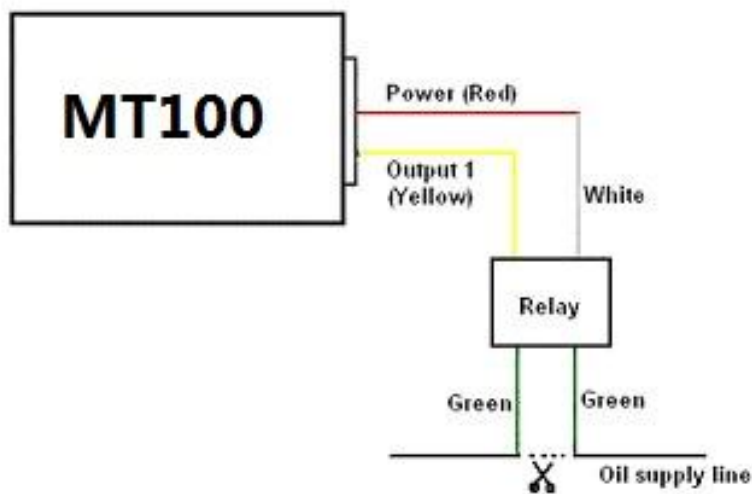 MT100
Power (Red)
Output 1
(Yellow)
White
Relay
Green
Green
Oil supply line